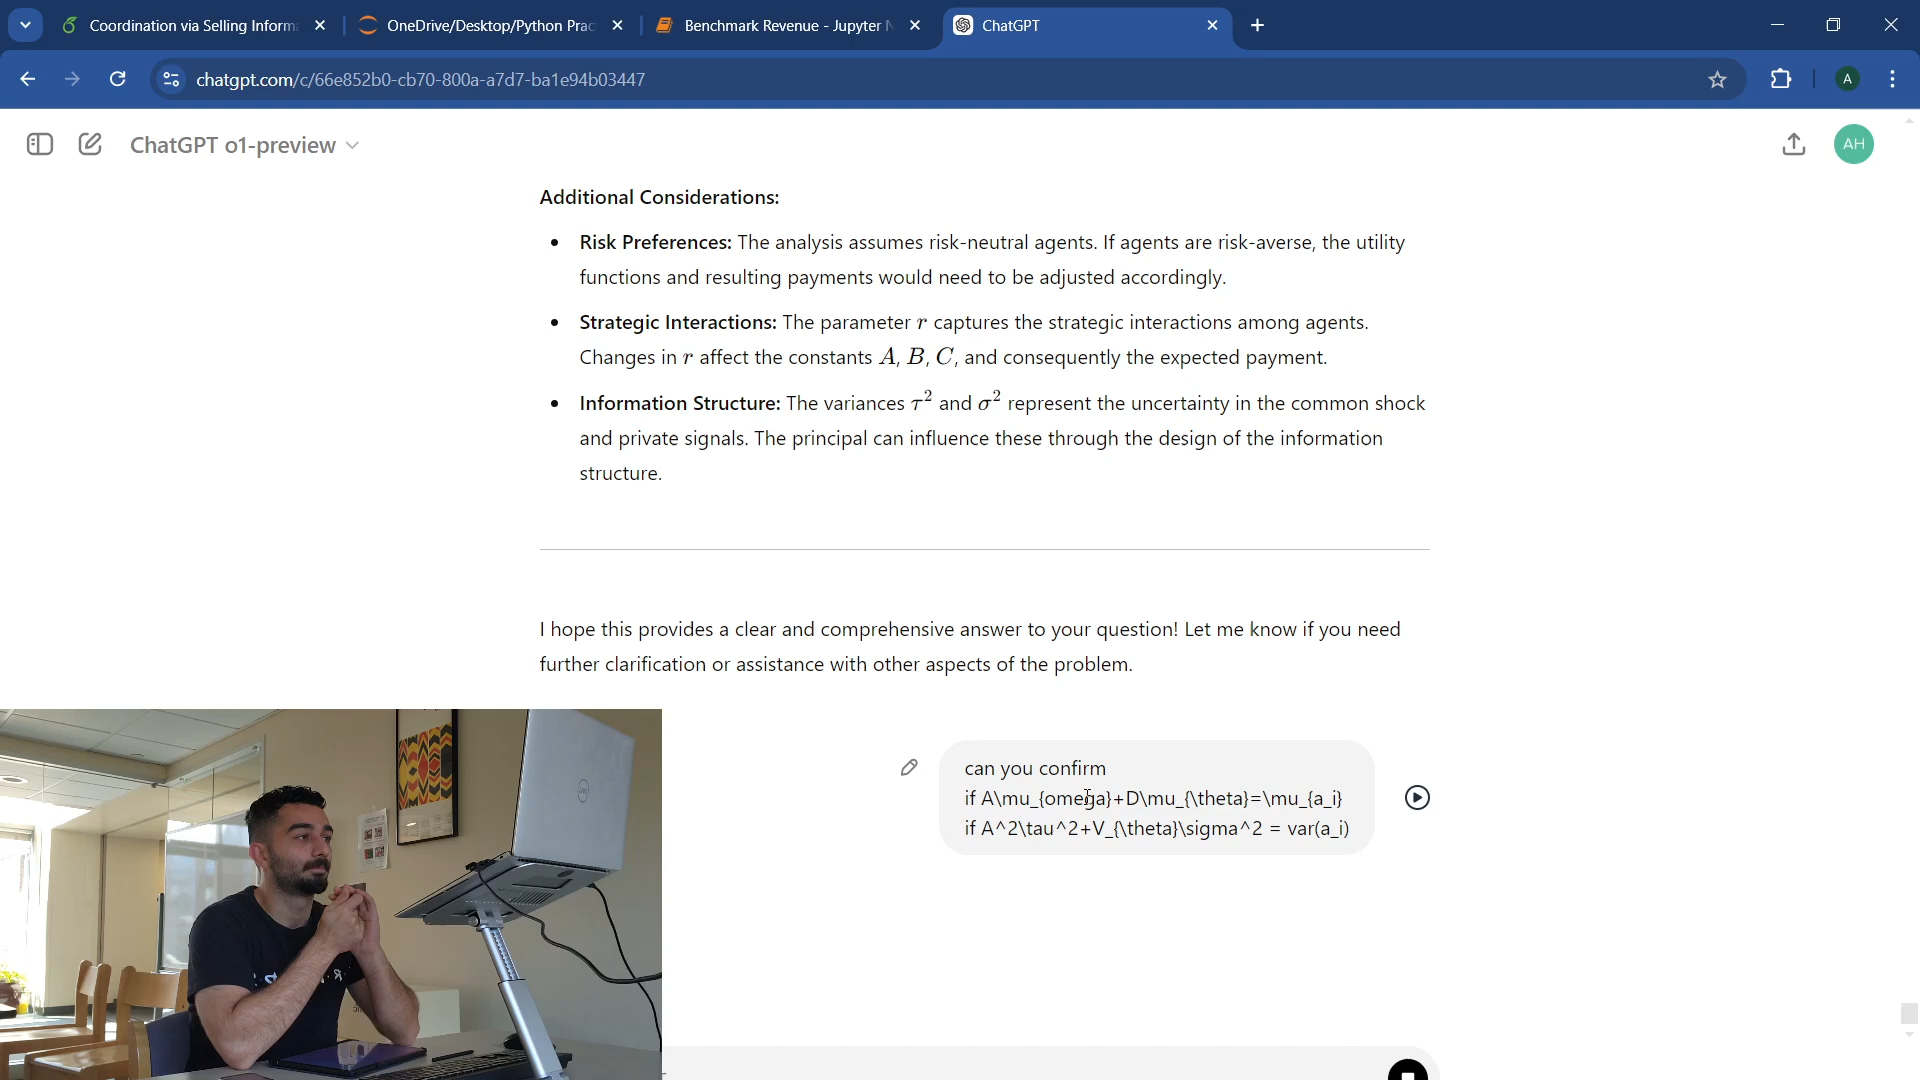 Coordination via Selling Inform
OneDrive/Desktop/Python Prac
Benchmark Revenue - Jupyter N
ChatGPT
chatgpt.com/c/66e852b0-cb70-800a-a7d7-ba1e94b03447
A
ChatGPT o1-preview
AH
Additional Considerations:
• Risk Preferences: The analysis assumes risk-neutral agents. If agents are risk-averse, the utility
functions and resulting payments would need to be adjusted accordingly.
• Strategic Interactions: The parameter r captures the strategic interactions among agents.
Changes in r affect the constants A, B, C, and consequently the expected payment.
• Information Structure: The variances τ² and σ² represent the uncertainty in the common shock
and private signals. The principal can influence these through the design of the information
structure.
I hope this provides a clear and comprehensive answer to your question! Let me know if you need
further clarification or assistance with other aspects of the problem.
can you confirm
if A\mu_{omega}+D\mu_{\theta}=\mu_{a_i}
if A^2\tau^2+V_{\theta}\sigma^2 = var(a_i)